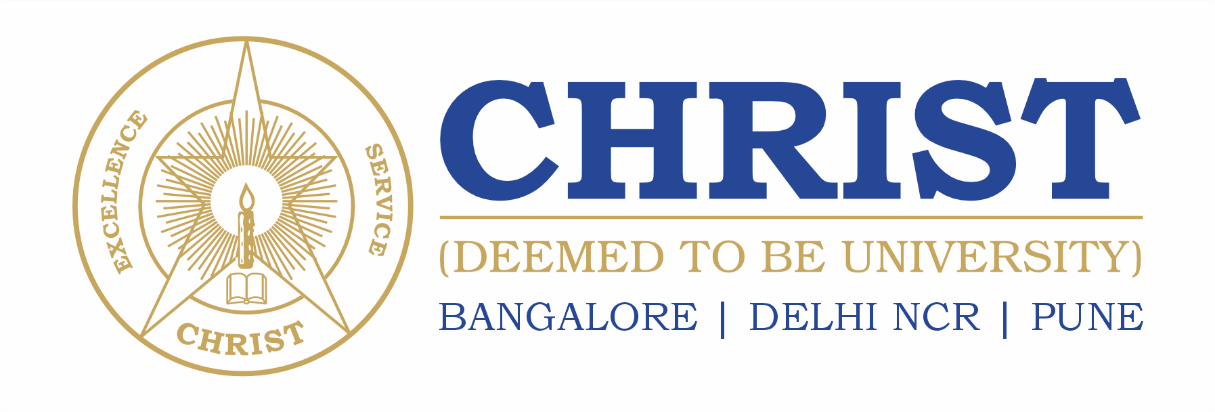 EXCELLENCE
SERVICE
CHRIST
CHRIST
(DEEMED TO BE UNIVERSITY)
BANGALORE | DELHI NCR | PUNE